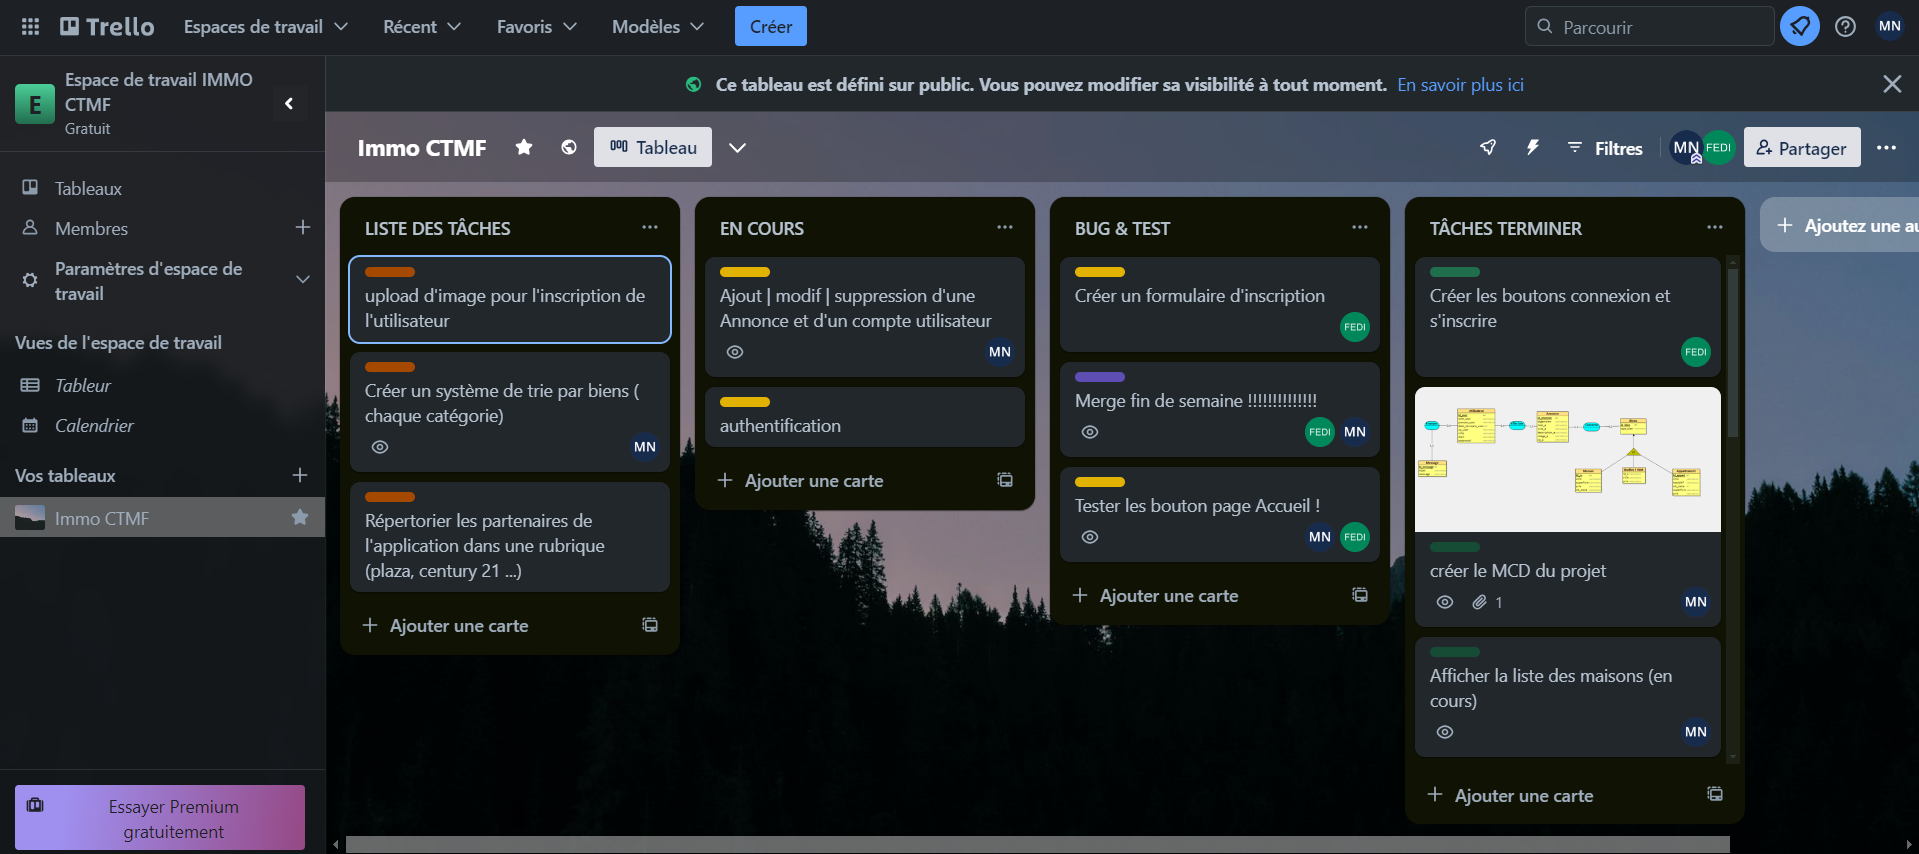 Trello
Espaces de travail
Récent
Favoris
Modèles
Créer
Parcourir
MN
E
Espace de travail IMMO
CTMF
Gratuit
Ce tableau est défini sur public. Vous pouvez modifier sa visibilité à tout moment. En savoir plus ici
Immo CTMF
Tableau
Filtres
MN
FEDI
Partager
Tableaux
Membres
Paramètres d'espace de
travail
Vues de l'espace de travail
Tableur
Calendrier
Vos tableaux
Immo CTMF
Essayer Premium
gratuitement
LISTE DES TÂCHES
upload d'image pour l'inscription de
l'utilisateur
Créer un système de trie par biens (
chaque catégorie)
MN
Répertorier les partenaires de
l'application dans une rubrique
(plaza, century 21 ...)
Ajouter une carte
EN COURS
Ajout | modif | suppression d'une
Annonce et d'un compte utilisateur
MN
authentification
Ajouter une carte
BUG & TEST
Créer un formulaire d'inscription
FEDI
Merge fin de semaine !!!!!!!!!!!!!!
FEDI MN
Tester les bouton page Accueil !
MN FEDI
Ajouter une carte
TÂCHES TERMINER
Créer les boutons connexion et
s'inscrire
FEDI
créer le MCD du projet
1
MN
Afficher la liste des maisons (en
cours)
MN
Ajouter une carte
Ajoutez une au